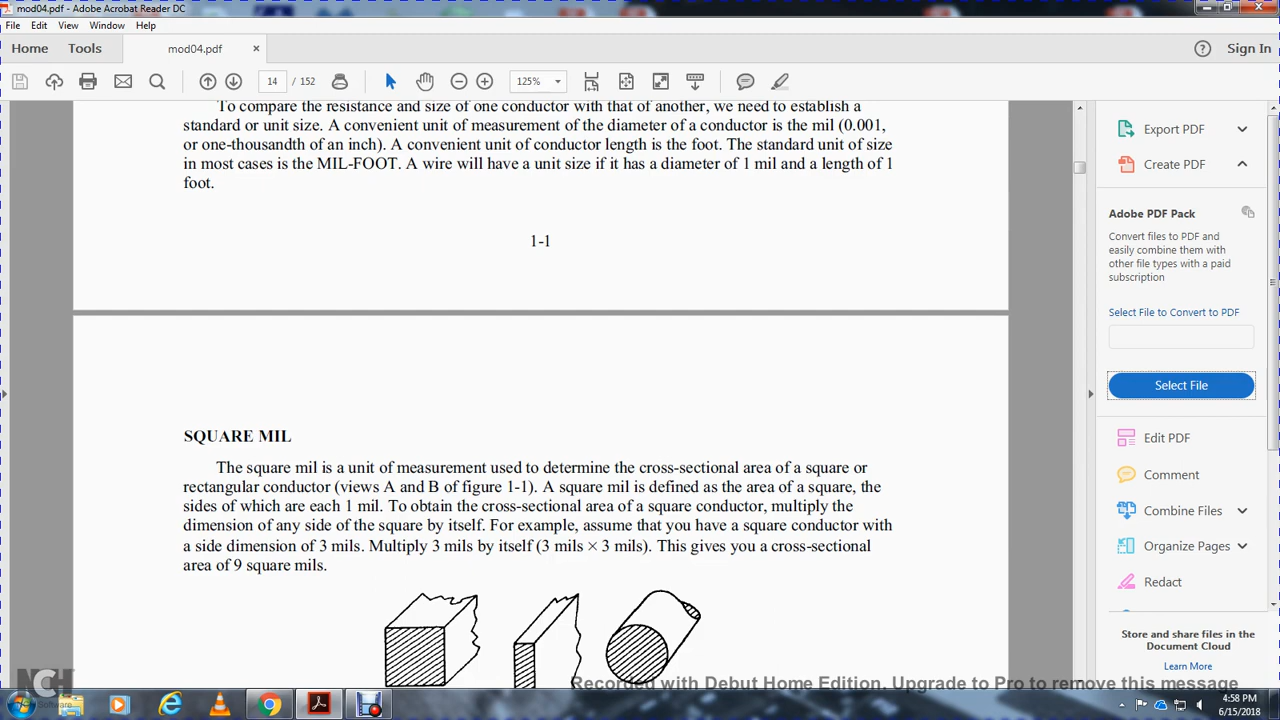 mod04.pdf - Adobe Acrobat Reader DC
File Edit View Window Help
Home Tools mod04.pdf × Sign In
14 / 152 125%
To compare the resistance and size of one conductor with that of another, we need to establish a
standard or unit size. A convenient unit of measurement of the diameter of a conductor is the mil (0.001,
or one-thousandth of an inch). A convenient unit of conductor length is the foot. The standard unit of size
in most cases is the MIL-FOOT. A wire will have a unit size if it has a diameter of 1 mil and a length of 1
foot.
1-1
SQUARE MIL
The square mil is a unit of measurement used to determine the cross-sectional area of a square or
rectangular conductor (views A and B of figure 1-1). A square mil is defined as the area of a square, the
sides of which are each 1 mil. To obtain the cross-sectional area of a square conductor, multiply the
dimension of any side of the square by itself. For example, assume that you have a square conductor with
a side dimension of 3 mils. Multiply 3 mils by itself (3 mils × 3 mils). This gives you a cross-sectional
area of 9 square mils.
Export PDF
Create PDF
Adobe PDF Pack
Convert files to PDF and
easily combine them with
other file types with a paid
subscription
Select File to Convert to PDF
Select File
Edit PDF
Comment
Combine Files
Organize Pages
Redact
Store and share files in the
Document Cloud
Learn More
NCH
Software
Recorded with Debut Home Edition. Upgrade to Pro to remove this message
4:58 PM
6/15/2018